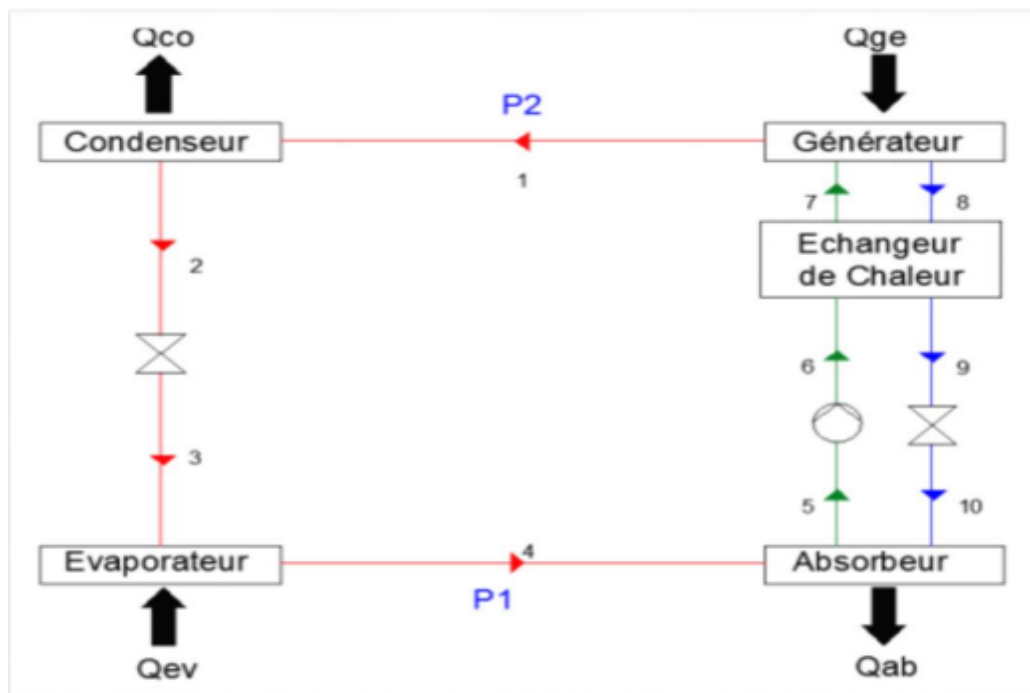 Qco
Qge
P2
Condenseur
Générateur
1
7
8
2
Echangeur
de Chaleur
6
9
3
5
10
Evaporateur
4
Absorbeur
P1
Qev
Qab